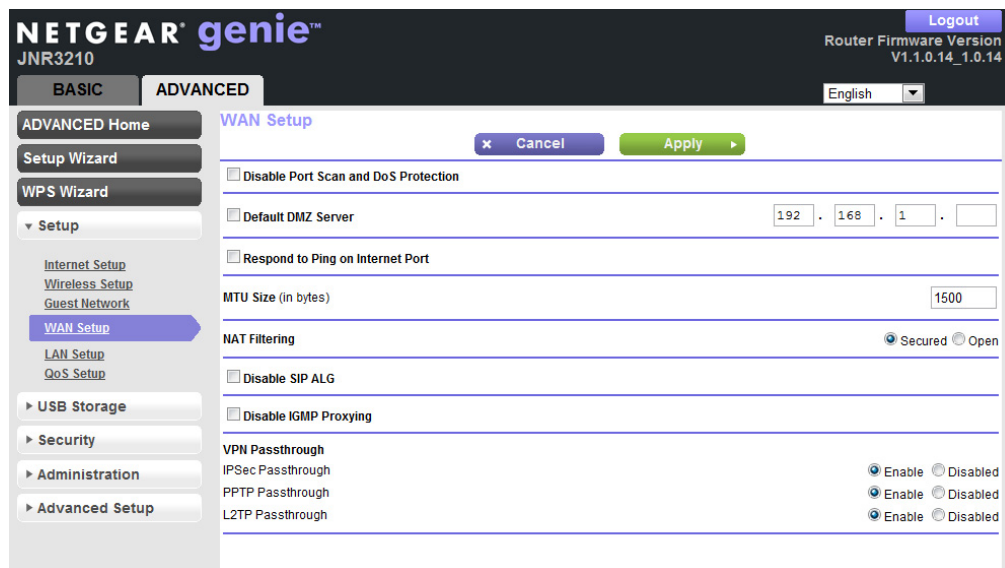 NETGEAR® genie™
JNR3210
Logout
Router Firmware Version
V1.1.0.14_1.0.14
BASIC
ADVANCED
English
ADVANCED Home
Setup Wizard
WPS Wizard
Setup
Internet Setup
Wireless Setup
Guest Network
WAN Setup
LAN Setup
QoS Setup
USB Storage
Security
Administration
Advanced Setup
WAN Setup
x Cancel
Apply
Disable Port Scan and DoS Protection
Default DMZ Server 192 . 168 . 1 .
Respond to Ping on Internet Port
MTU Size (in bytes) 1500
NAT Filtering Secured Open
Disable SIP ALG
Disable IGMP Proxying
VPN Passthrough
IPSec Passthrough Enable Disabled
PPTP Passthrough Enable Disabled
L2TP Passthrough Enable Disabled